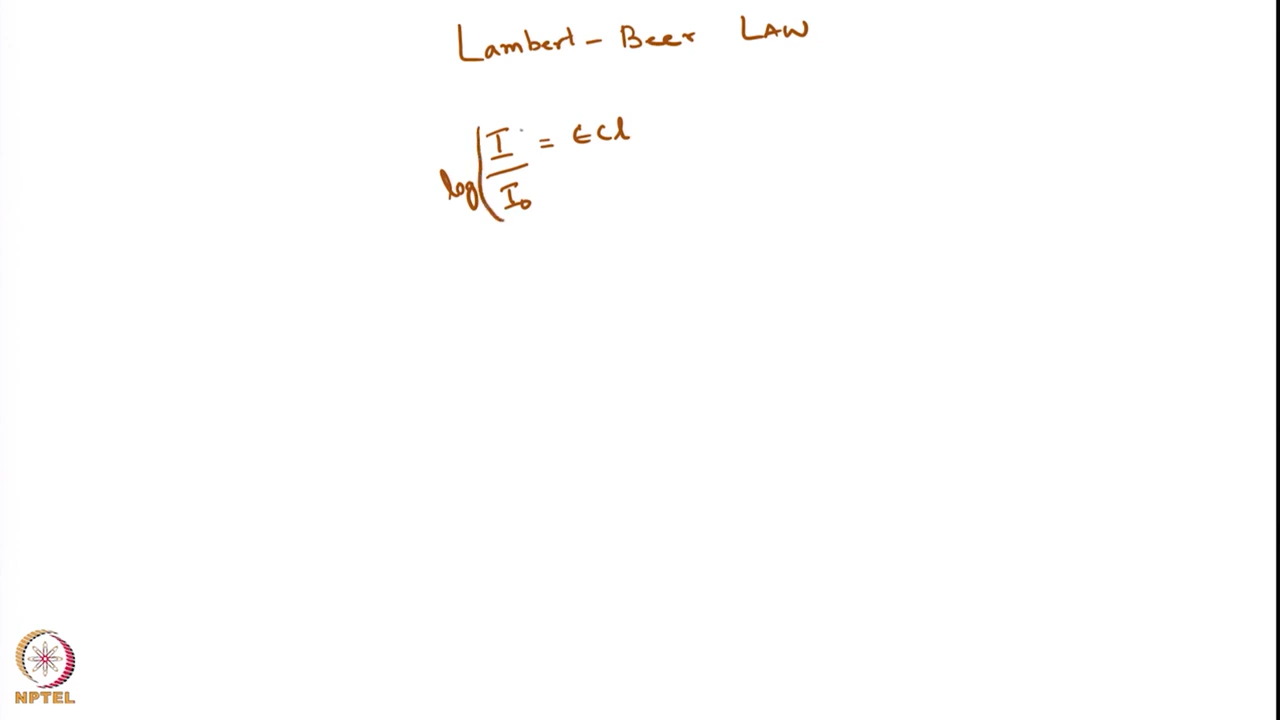 Lambert - Beer LAW
log(I/I₀ = ϵcl
NPTEL